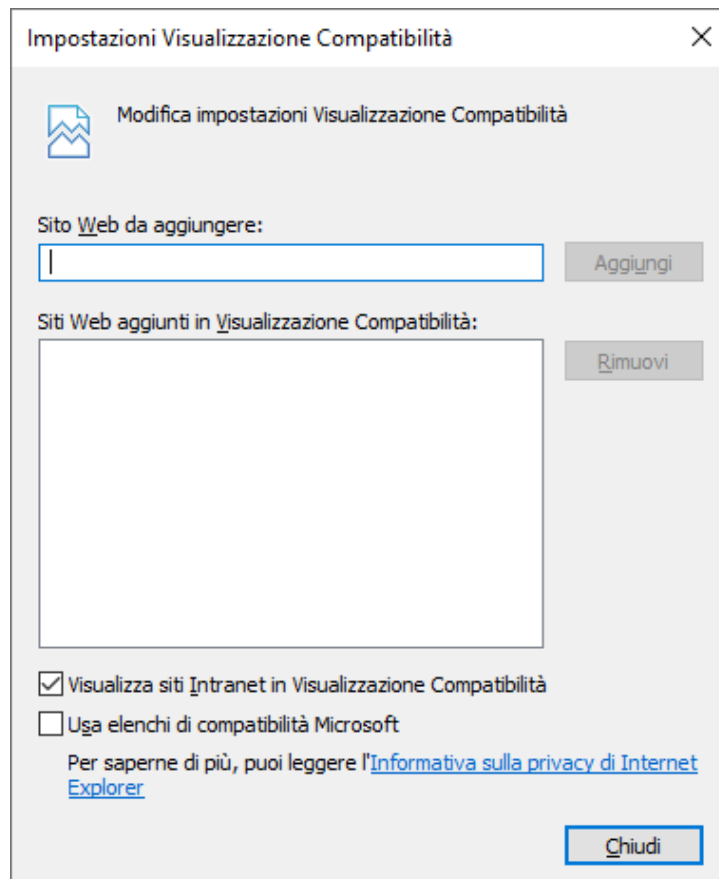 Impostazioni Visualizzazione Compatibilità
Modifica impostazioni Visualizzazione Compatibilità
Sito Web da aggiungere:
Aggiungi
Siti Web aggiunti in Visualizzazione Compatibilità:
Rimuovi
Visualizza siti Intranet in Visualizzazione Compatibilità
Usa elenchi di compatibilità Microsoft
Per saperne di più, puoi leggere l'Informativa sulla privacy di Internet
Explorer
Chiudi